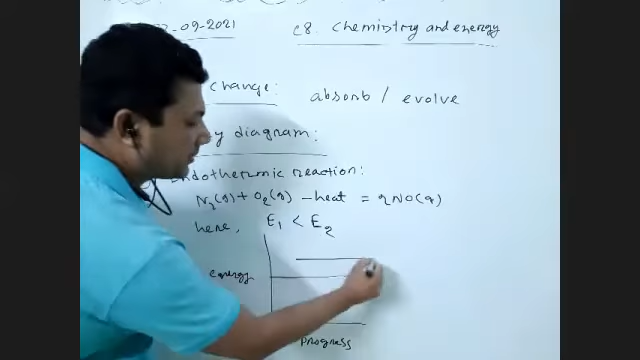 -09-2021
c8. Chemistry and energy
change: absorb / evolve
y diagram:
Endothermic reaction:
N2(g) + O2(g) - heat = 2NO(g)
here, E1 < E2
energy
progress